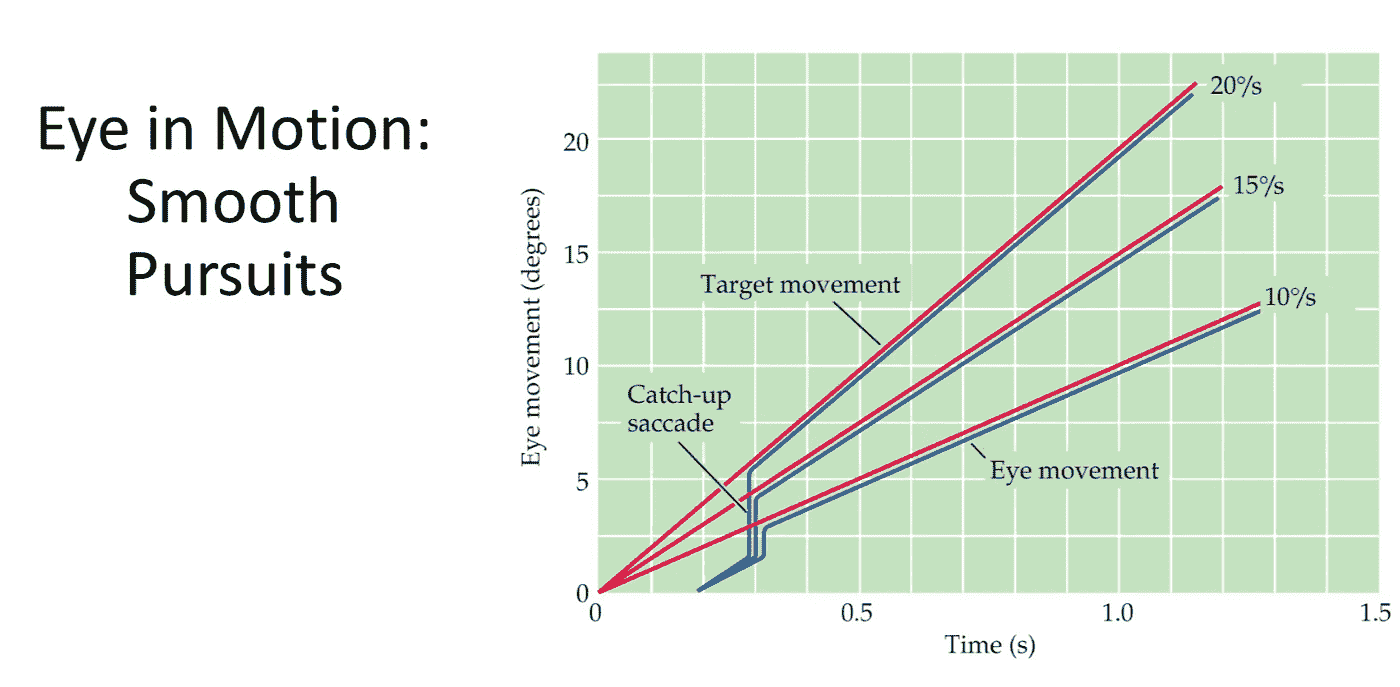 Eye in Motion:
Smooth
Pursuits
20°/s
20
15°/s
Eye movement (degrees)
15
Target movement
10°/s
10
Catch-up
saccade
Eye movement
5
0
0
0.5
1.0
1.5
Time (s)